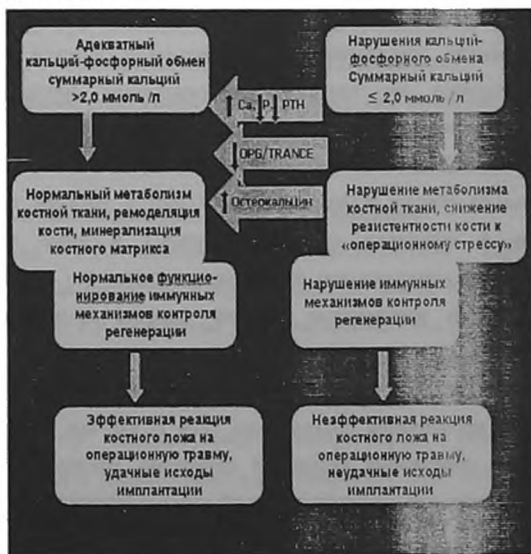 Адекватный
кальций-фосфорный обмен
суммарный кальций
>2,0 ммоль /л
Нарушения кальций-
фосфорного обмена
Суммарный кальций
≤ 2,0 ммоль / л
↑ Ca, ↓ P, ↓ PTH
↓ OPG/TRANCE
↑ Остеокальцин
Нормальный метаболизм
костной ткани, ремоделяция
кости, минерализация
костного матрикса
Нарушение метаболизма
костной ткани, снижение
резистентности кости к
«операционному стрессу»
Нормальное функцио-
нирование иммунных
механизмов контроля
регенерации
Нарушение иммунных
механизмов контроля
регенерации
Эффективная реакция
костного ложа на
операционную травму,
удачные исходы
имплантации
Неэффективная реакция
костного ложа на
операционную травму,
неудачные исходы
имплантации